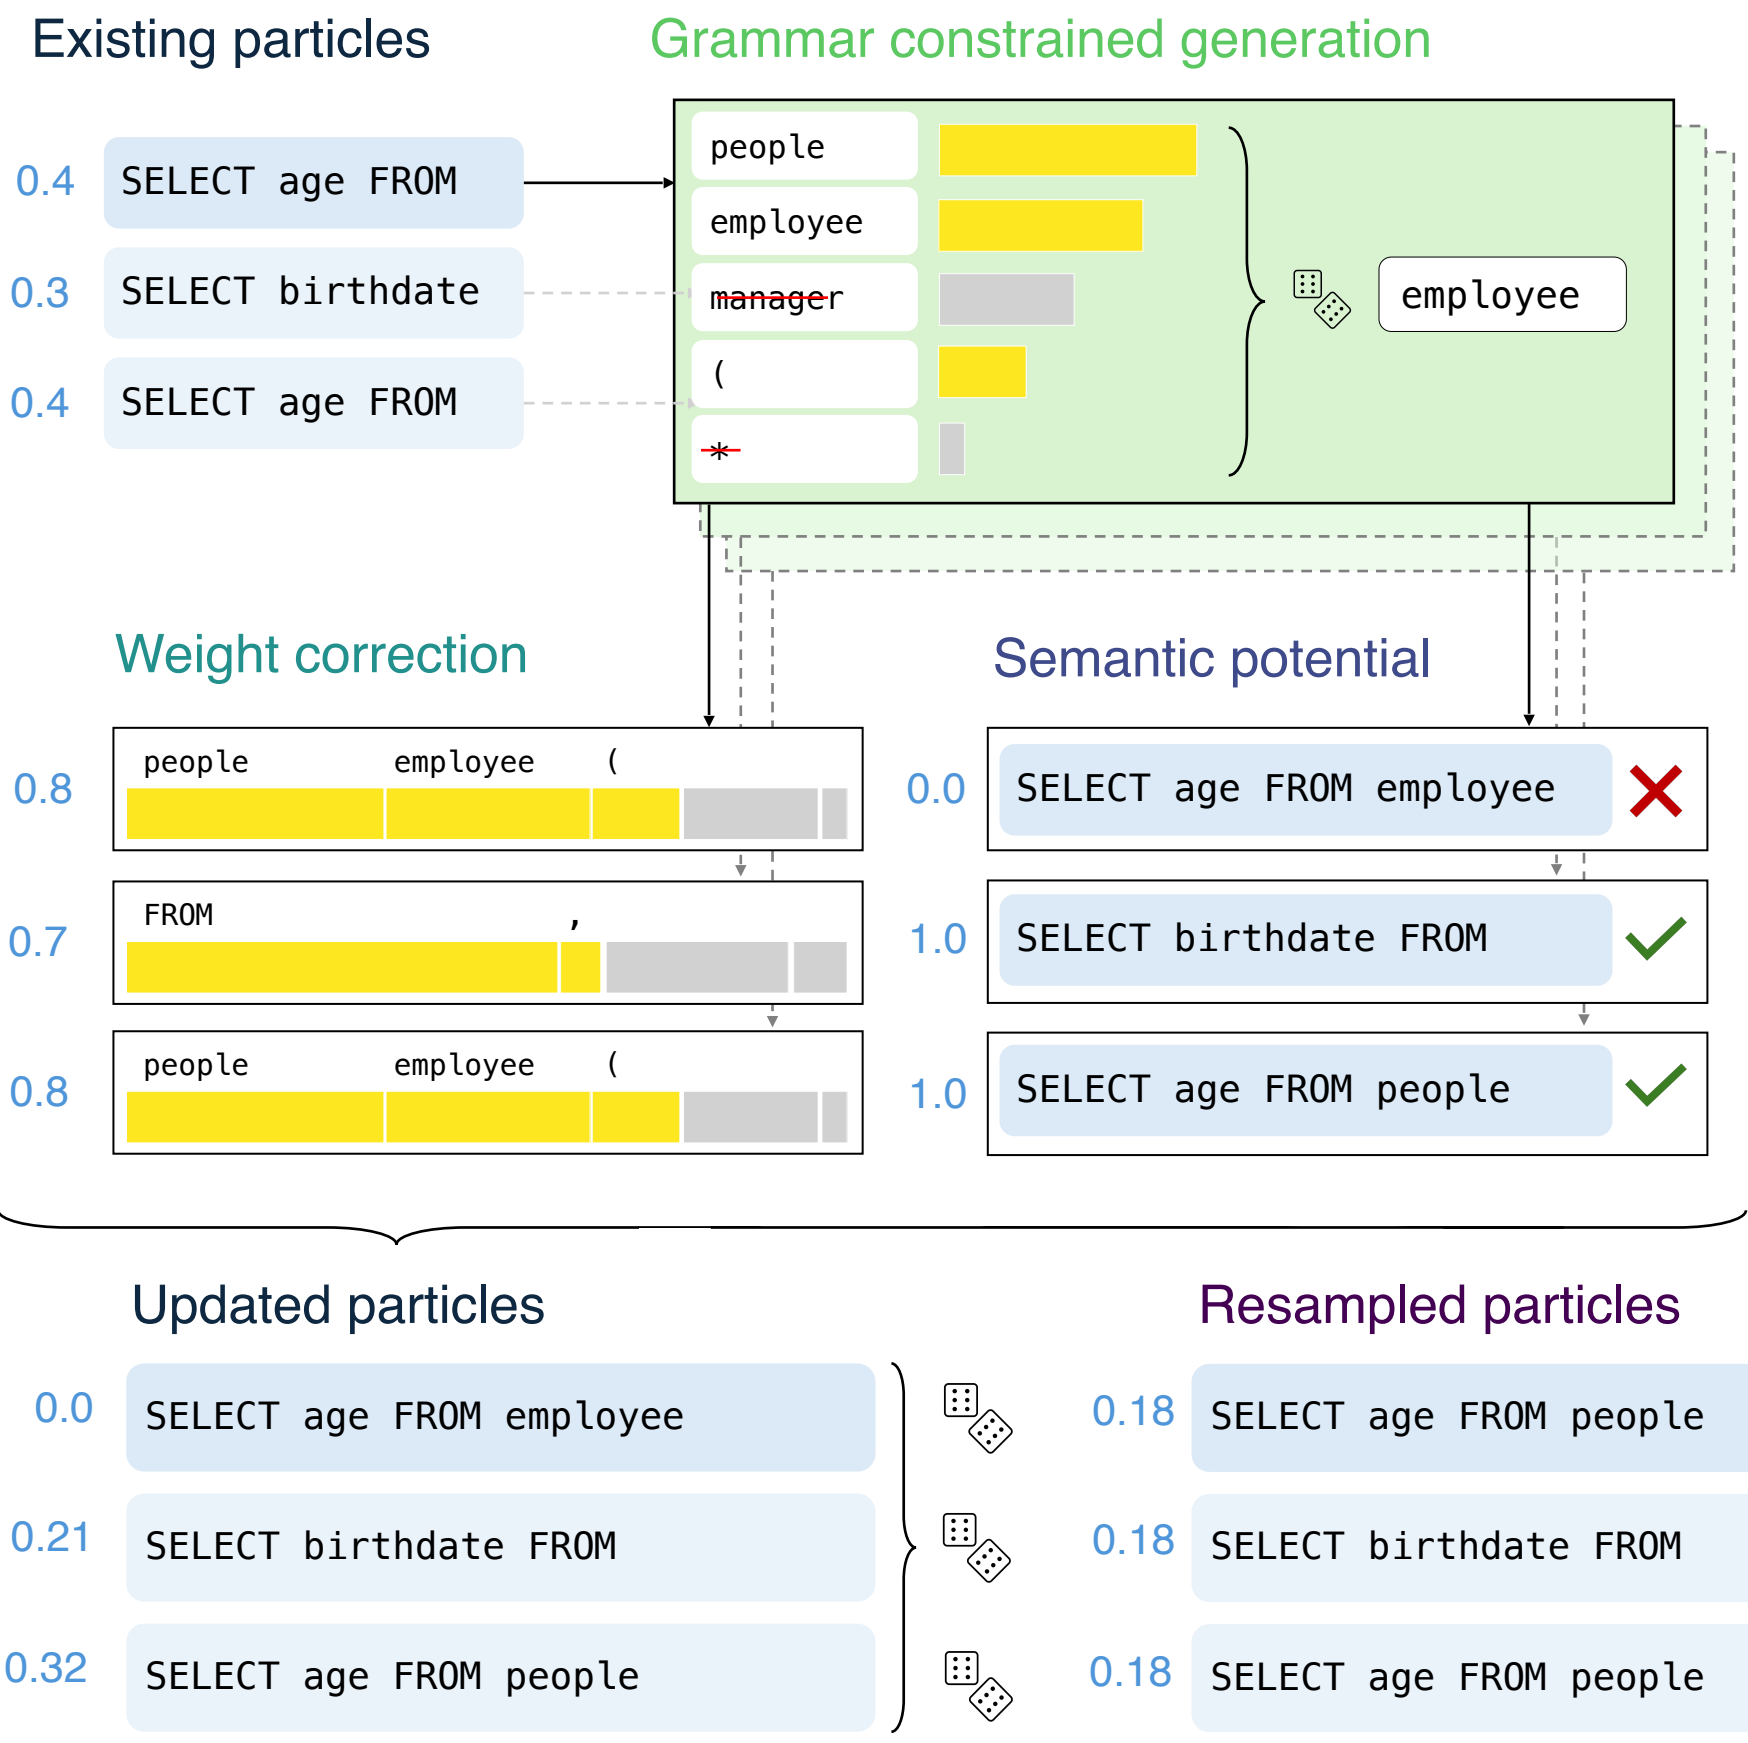 Existing particles
Grammar constrained generation
0.4 SELECT age FROM
0.3 SELECT birthdate
0.4 SELECT age FROM
people
employee
manager
(
*
employee
Weight correction
0.8
people employee (
0.7
FROM ,
0.8
people employee (
Semantic potential
0.0 SELECT age FROM employee
1.0 SELECT birthdate FROM
1.0 SELECT age FROM people
Updated particles
0.0 SELECT age FROM employee
0.21 SELECT birthdate FROM
0.32 SELECT age FROM people
Resampled particles
0.18 SELECT age FROM people
0.18 SELECT birthdate FROM
0.18 SELECT age FROM people